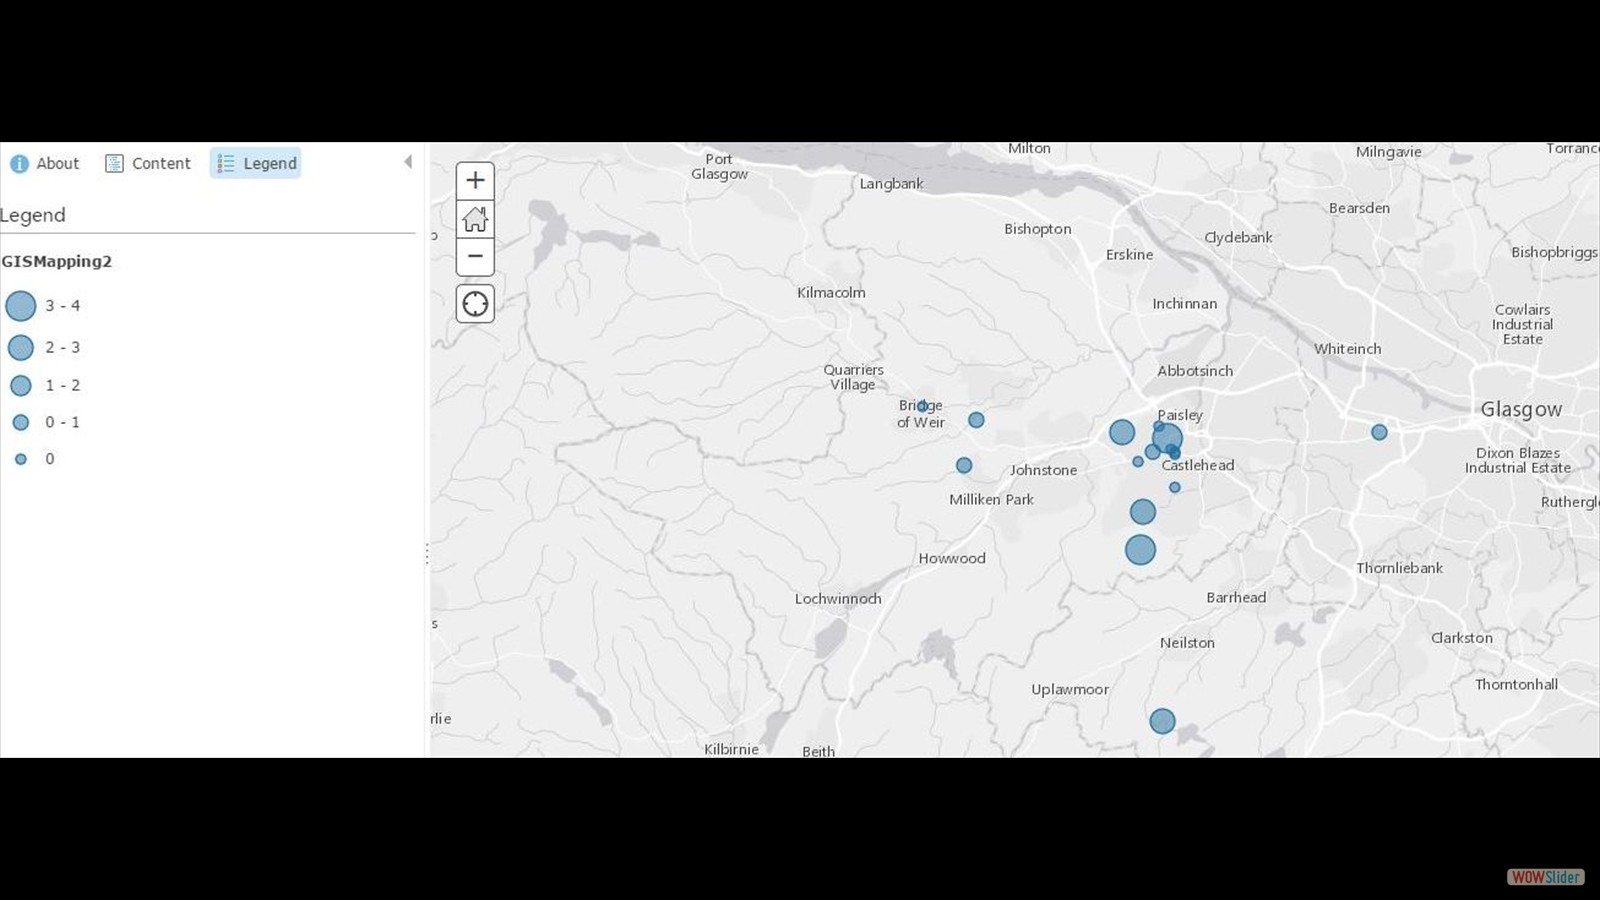 About
Content
Legend
Legend
GISMapping2
3 - 4
2 - 3
1 - 2
0 - 1
0
Milton
Milngavie
Torrance
Port
Glasgow
Langbank
Bearsden
Bishopton
Clydebank
Erskine
Bishopbriggs
Kilmacolm
Inchinnan
Cowlairs
Industrial
Estate
Whiteinch
Quarriers
Village
Abbotsinch
Bridge
of Weir
Paisley
Glasgow
Johnstone
Castlehead
Dixon Blazes
Industrial Estate
Milliken Park
Ruthergle
Howwood
Thornliebank
Lochwinnoch
Barrhead
Neilston
Clarkston
Uplawmoor
Thorntonhall
rlie
Kilbirnie
Beith
WOWSlider